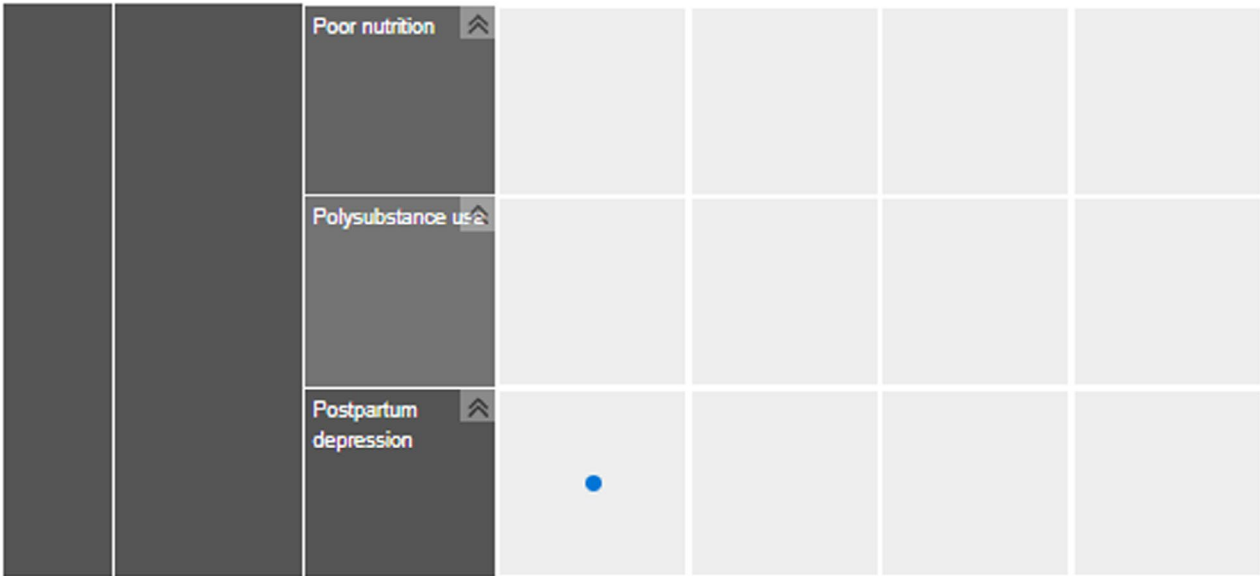 Poor nutrition
Polysubstance use
Postpartum
depression